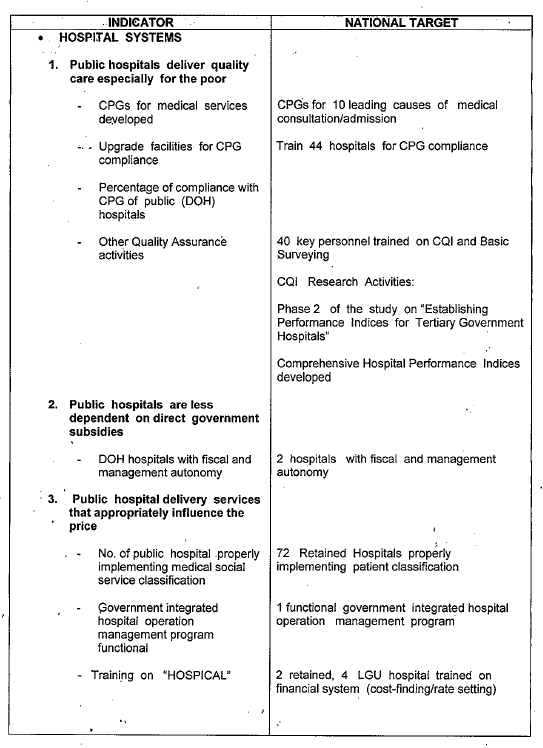 INDICATOR
NATIONAL TARGET
• HOSPITAL SYSTEMS
1. Public hospitals deliver quality
care especially for the poor
- CPGs for medical services
developed
CPGs for 10 leading causes of medical
consultation/admission
- Upgrade facilities for CPG
compliance
Train 44 hospitals for CPG compliance
- Percentage of compliance with
CPG of public (DOH)
hospitals
- Other Quality Assurance
activities
40 key personnel trained on CQI and Basic
Surveying
CQI Research Activities:
Phase 2 of the study on "Establishing
Performance Indices for Tertiary Government
Hospitals"
Comprehensive Hospital Performance Indices
developed
2. Public hospitals are less
dependent on direct government
subsidies
- DOH hospitals with fiscal and
management autonomy
2 hospitals with fiscal and management
autonomy
3. Public hospital delivery services
that appropriately influence the
price
- No. of public hospital properly
implementing medical social
service classification
72 Retained Hospitals properly
implementing patient classification
- Government integrated
hospital operation
management program
functional
1 functional government integrated hospital
operation management program
- Training on "HOSPICAL"
2 retained, 4 LGU hospital trained on
financial system (cost-finding/rate setting)